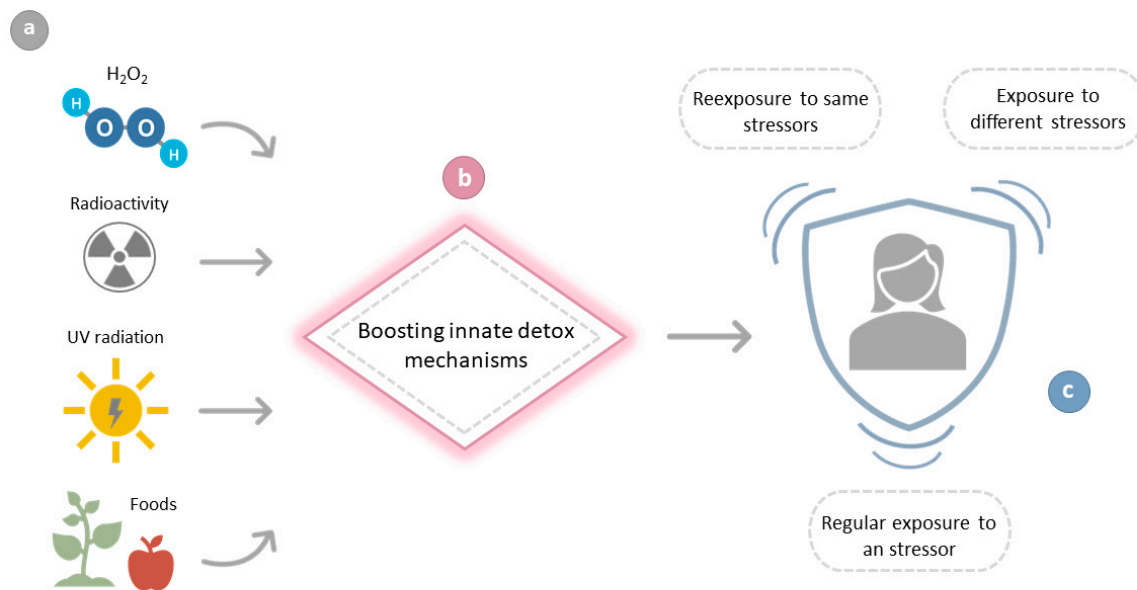 a
H₂O₂
H
O
O
H
Radioactivity
UV radiation
Foods
b
Boosting innate detox
mechanisms
Reexposure to same
stressors
Exposure to
different stressors
c
Regular exposure to
an stressor